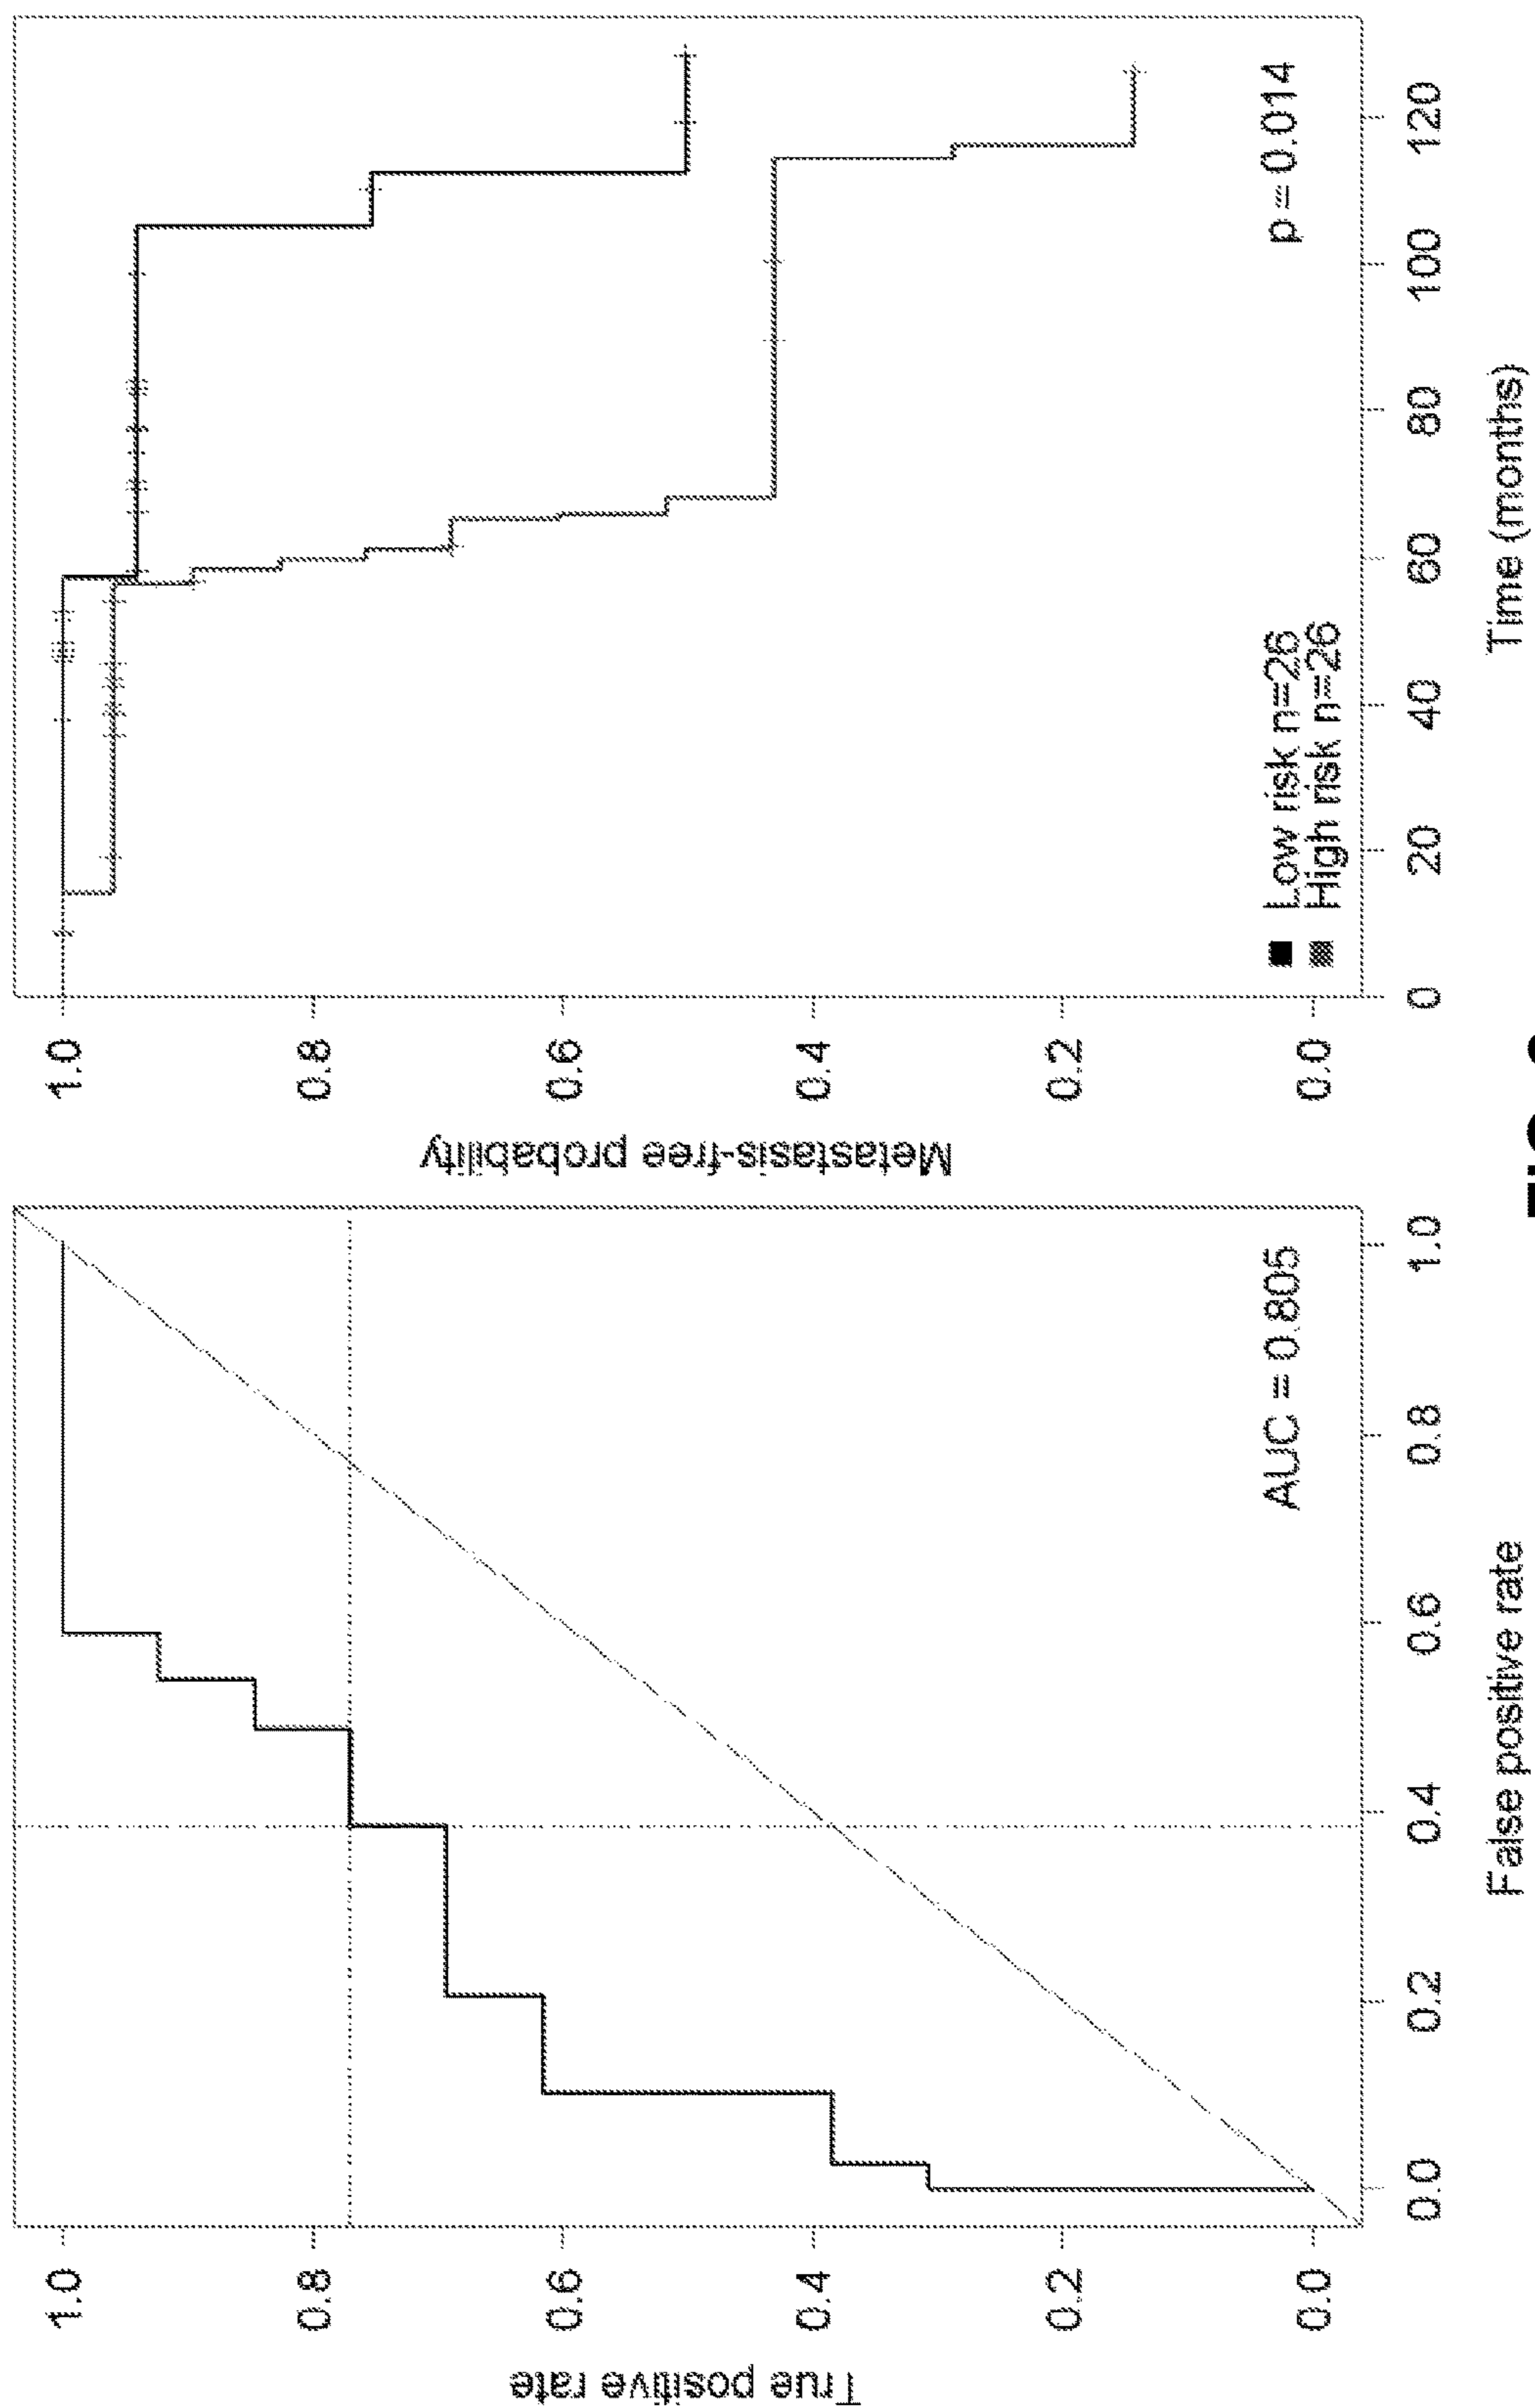 True positive rate
1.0
0.8
0.6
0.4
0.2
0.0
AUC = 0.805
0.0 0.2 0.4 0.6 0.8 1.0
False positive rate
Metastasis-free probability
1.0
0.8
0.6
0.4
0.2
0.0
p = 0.014
Low risk n=26
High risk n=26
0 20 40 60 80 100 120
Time (months)